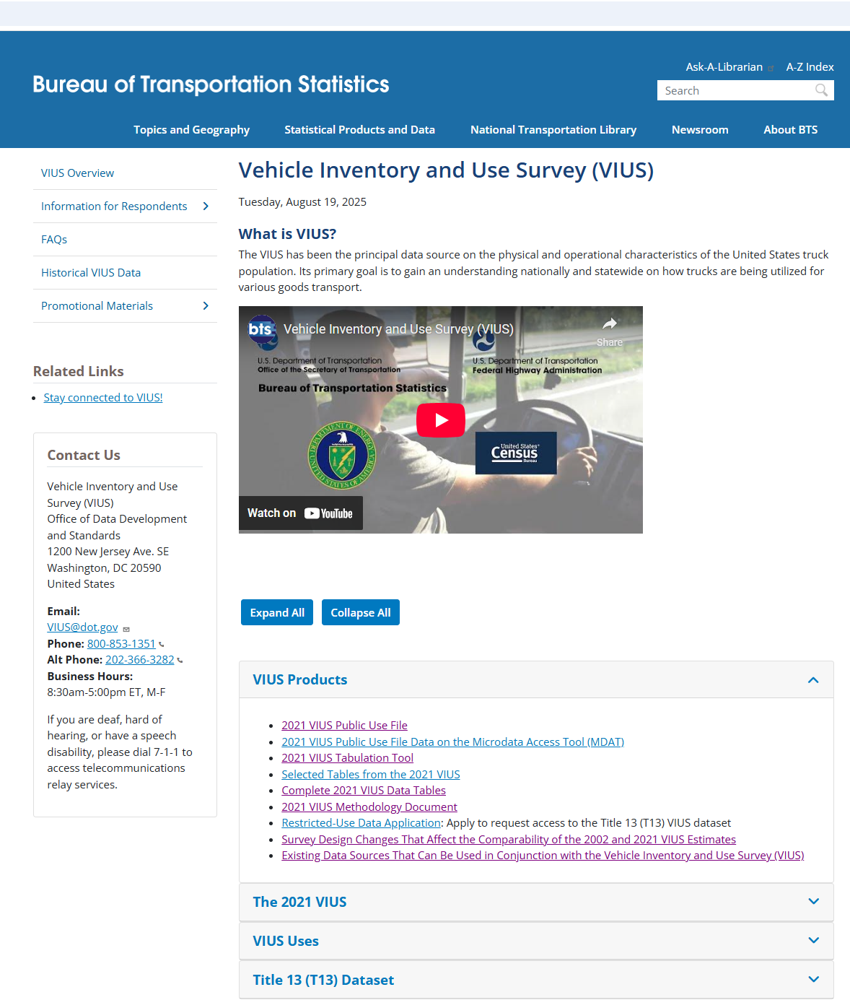 Ask-A-Librarian
A-Z Index
Bureau of Transportation Statistics
Search
Topics and Geography
Statistical Products and Data
National Transportation Library
Newsroom
About BTS
VIUS Overview
Information for Respondents
FAQs
Historical VIUS Data
Promotional Materials
Related Links
Stay connected to VIUS!
Contact Us
Vehicle Inventory and Use
Survey (VIUS)
Office of Data Development
and Standards
1200 New Jersey Ave. SE
Washington, DC 20590
United States
Email:
VIUS@dot.gov
Phone: 800-853-1351
Alt Phone: 202-366-3282
Business Hours:
8:30am-5:00pm ET, M-F
If you are deaf, hard of
hearing, or have a speech
disability, please dial 7-1-1 to
access telecommunications
relay services.
Vehicle Inventory and Use Survey (VIUS)
Tuesday, August 19, 2025
What is VIUS?
The VIUS has been the principal data source on the physical and operational characteristics of the United States truck
population. Its primary goal is to gain an understanding nationally and statewide on how trucks are being utilized for
various goods transport.
bts
Vehicle Inventory and Use Survey (VIUS)
Share
U.S. Department of Transportation
Office of the Secretary of Transportation
Bureau of Transportation Statistics
U.S. Department of Transportation
Federal Highway Administration
DEPARTMENT OF ENERGY
UNITED STATES OF AMERICA
United States®
Census
Bureau
Watch on YouTube
Expand All
Collapse All
VIUS Products
2021 VIUS Public Use File
2021 VIUS Public Use File Data on the Microdata Access Tool (MDAT)
2021 VIUS Tabulation Tool
Selected Tables from the 2021 VIUS
Complete 2021 VIUS Data Tables
2021 VIUS Methodology Document
Restricted-Use Data Application: Apply to request access to the Title 13 (T13) VIUS dataset
Survey Design Changes That Affect the Comparability of the 2002 and 2021 VIUS Estimates
Existing Data Sources That Can Be Used in Conjunction with the Vehicle Inventory and Use Survey (VIUS)
The 2021 VIUS
VIUS Uses
Title 13 (T13) Dataset